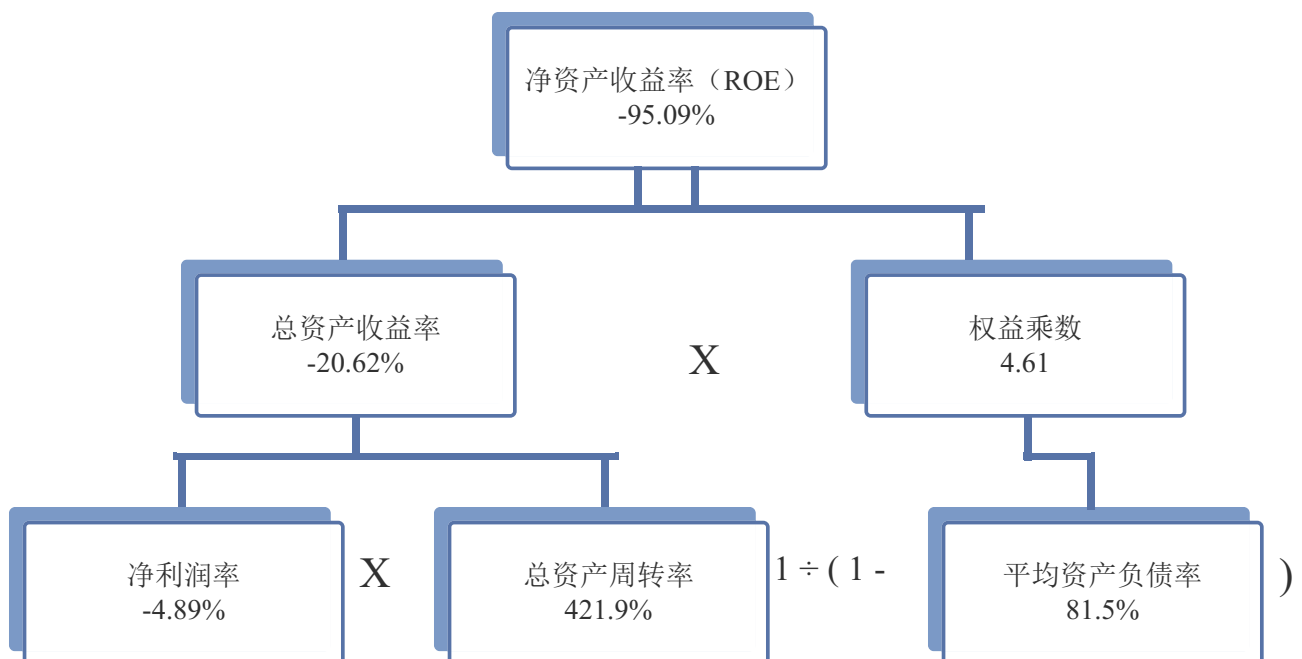 净资产收益率（ROE）
-95.09%
总资产收益率
-20.62%
X
权益乘数
4.61
净利润率
-4.89%
X
总资产周转率
421.9%
1 ÷ ( 1 -
平均资产负债率
81.5%
)